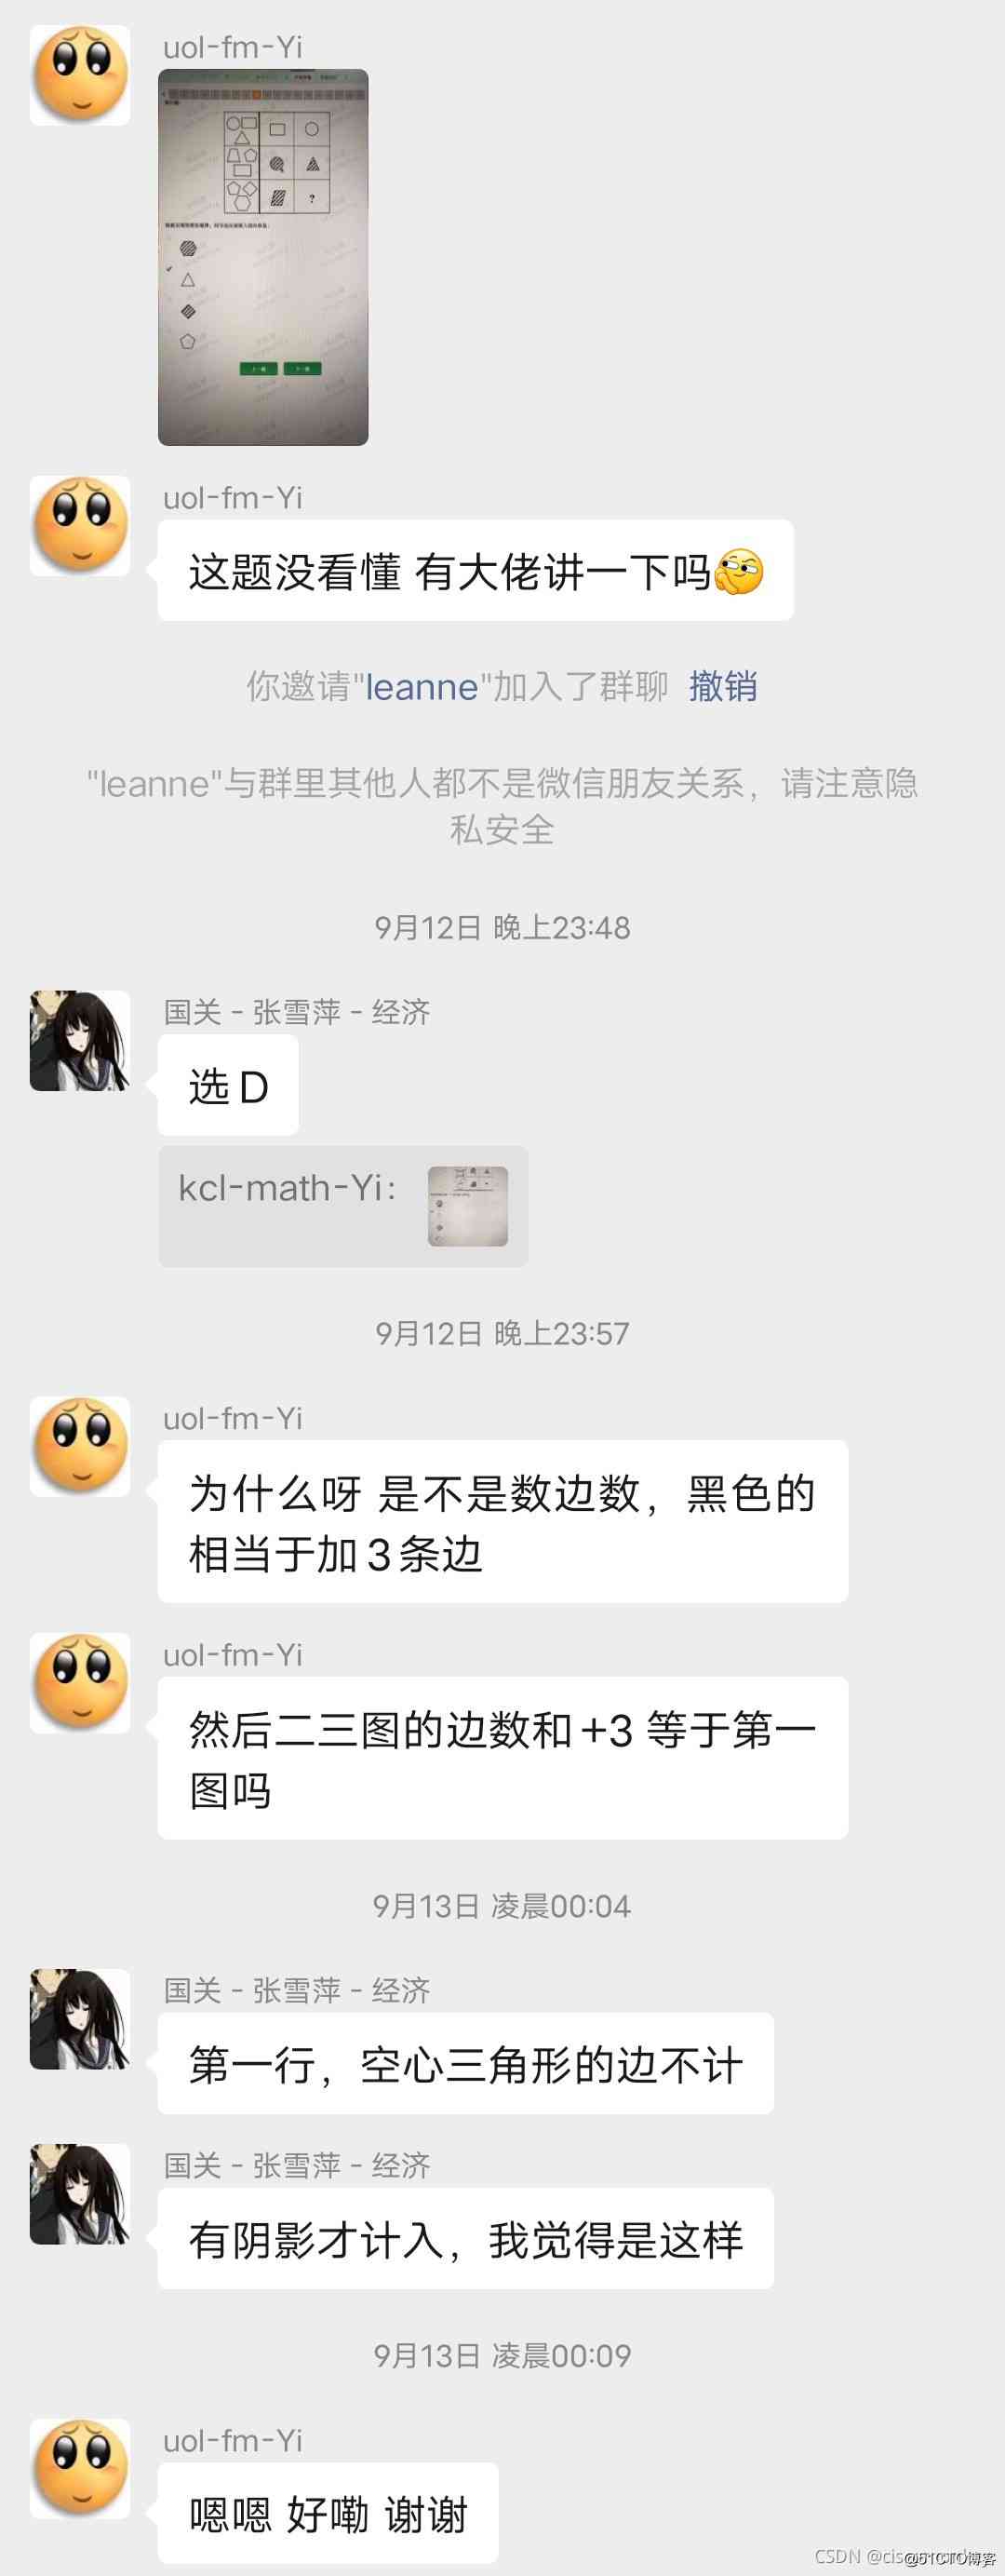 uol-fm-Yi
?
uol-fm-Yi
这题没看懂 有大佬讲一下吗
你邀请"leanne"加入了群聊 撤销
"leanne"与群里其他人都不是微信朋友关系，请注意隐
私安全
9月12日 晚上23:48
国关 - 张雪萍 - 经济
选 D
kcl-math-Yi:
9月12日 晚上23:57
uol-fm-Yi
为什么呀 是不是数边数，黑色的
相当于加3条边
uol-fm-Yi
然后二三图的边数和+3 等于第一
图吗
9月13日 凌晨00:04
国关 - 张雪萍 - 经济
第一行，空心三角形的边不计
国关 - 张雪萍 - 经济
有阴影才计入，我觉得是这样
9月13日 凌晨00:09
uol-fm-Yi
嗯嗯 好嘞 谢谢
@51CTO博客